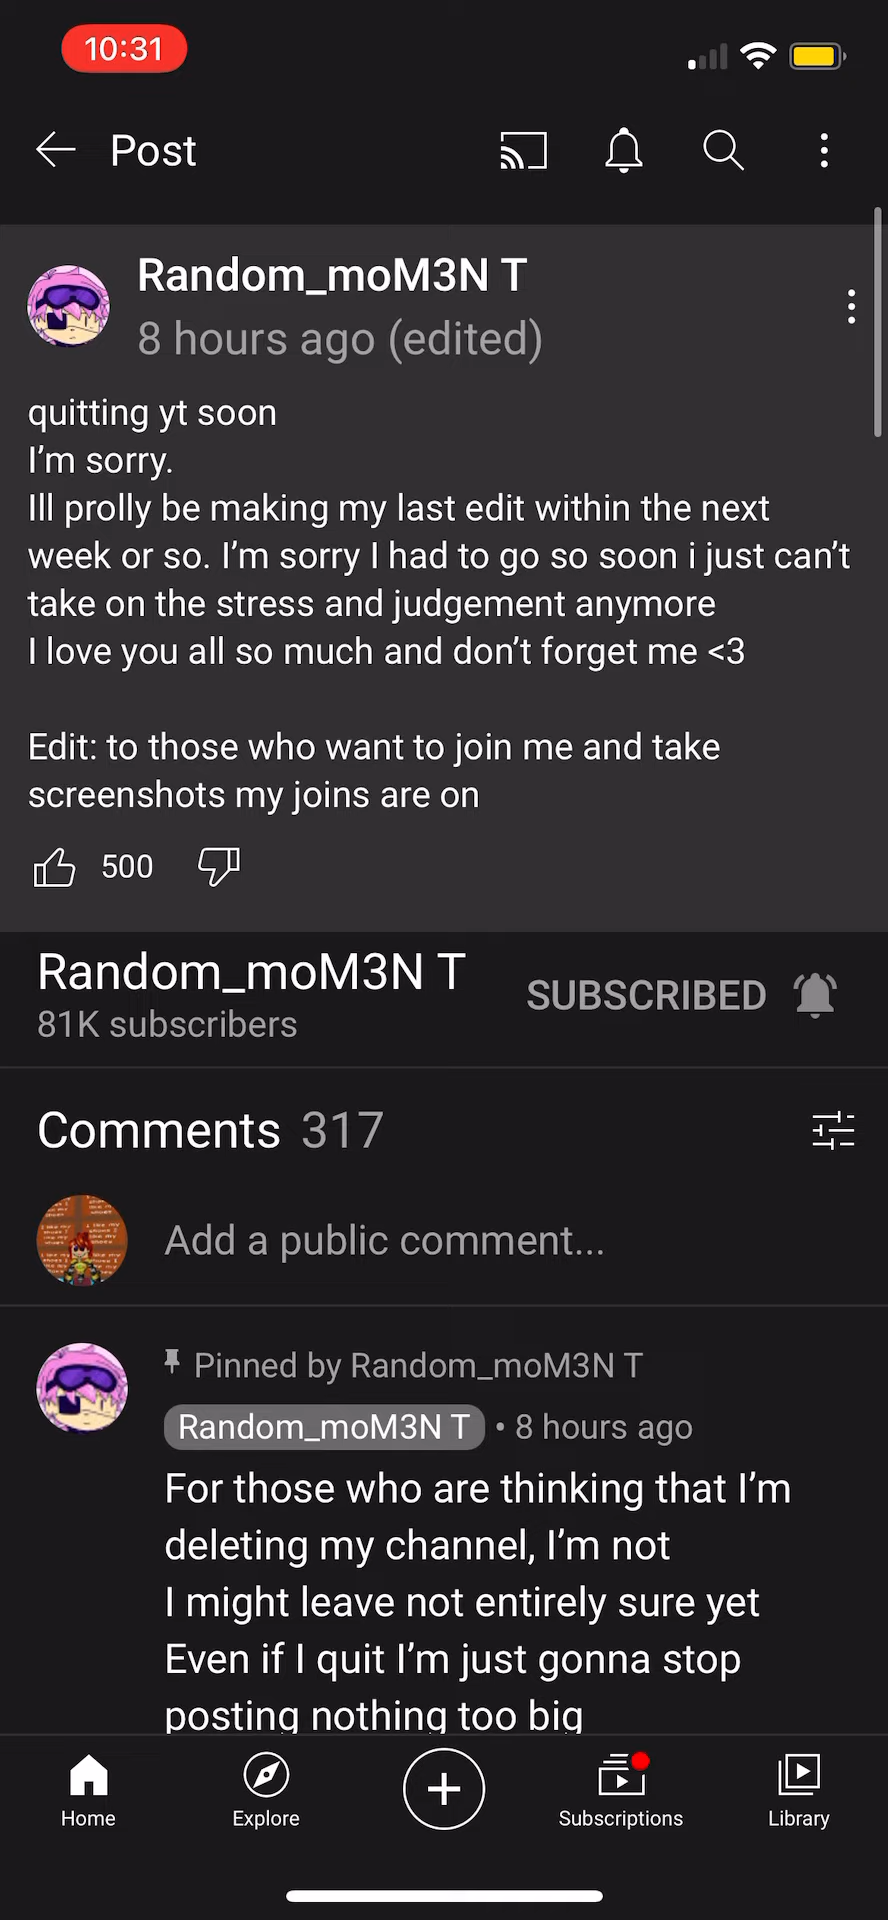 10:31
Post
Random_moM3N T
8 hours ago (edited)
quitting yt soon
I'm sorry.
Ill prolly be making my last edit within the next
week or so. I'm sorry I had to go so soon i just can't
take on the stress and judgement anymore
I love you all so much and don't forget me <3
Edit: to those who want to join me and take
screenshots my joins are on
500
Random_moM3N T
SUBSCRIBED
81K subscribers
Comments 317
Add a public comment...
Pinned by Random_moM3N T
Random_moM3N T • 8 hours ago
For those who are thinking that I'm
deleting my channel, I'm not
I might leave not entirely sure yet
Even if I quit I'm just gonna stop
posting nothing too big
Home
Explore
Subscriptions
Library